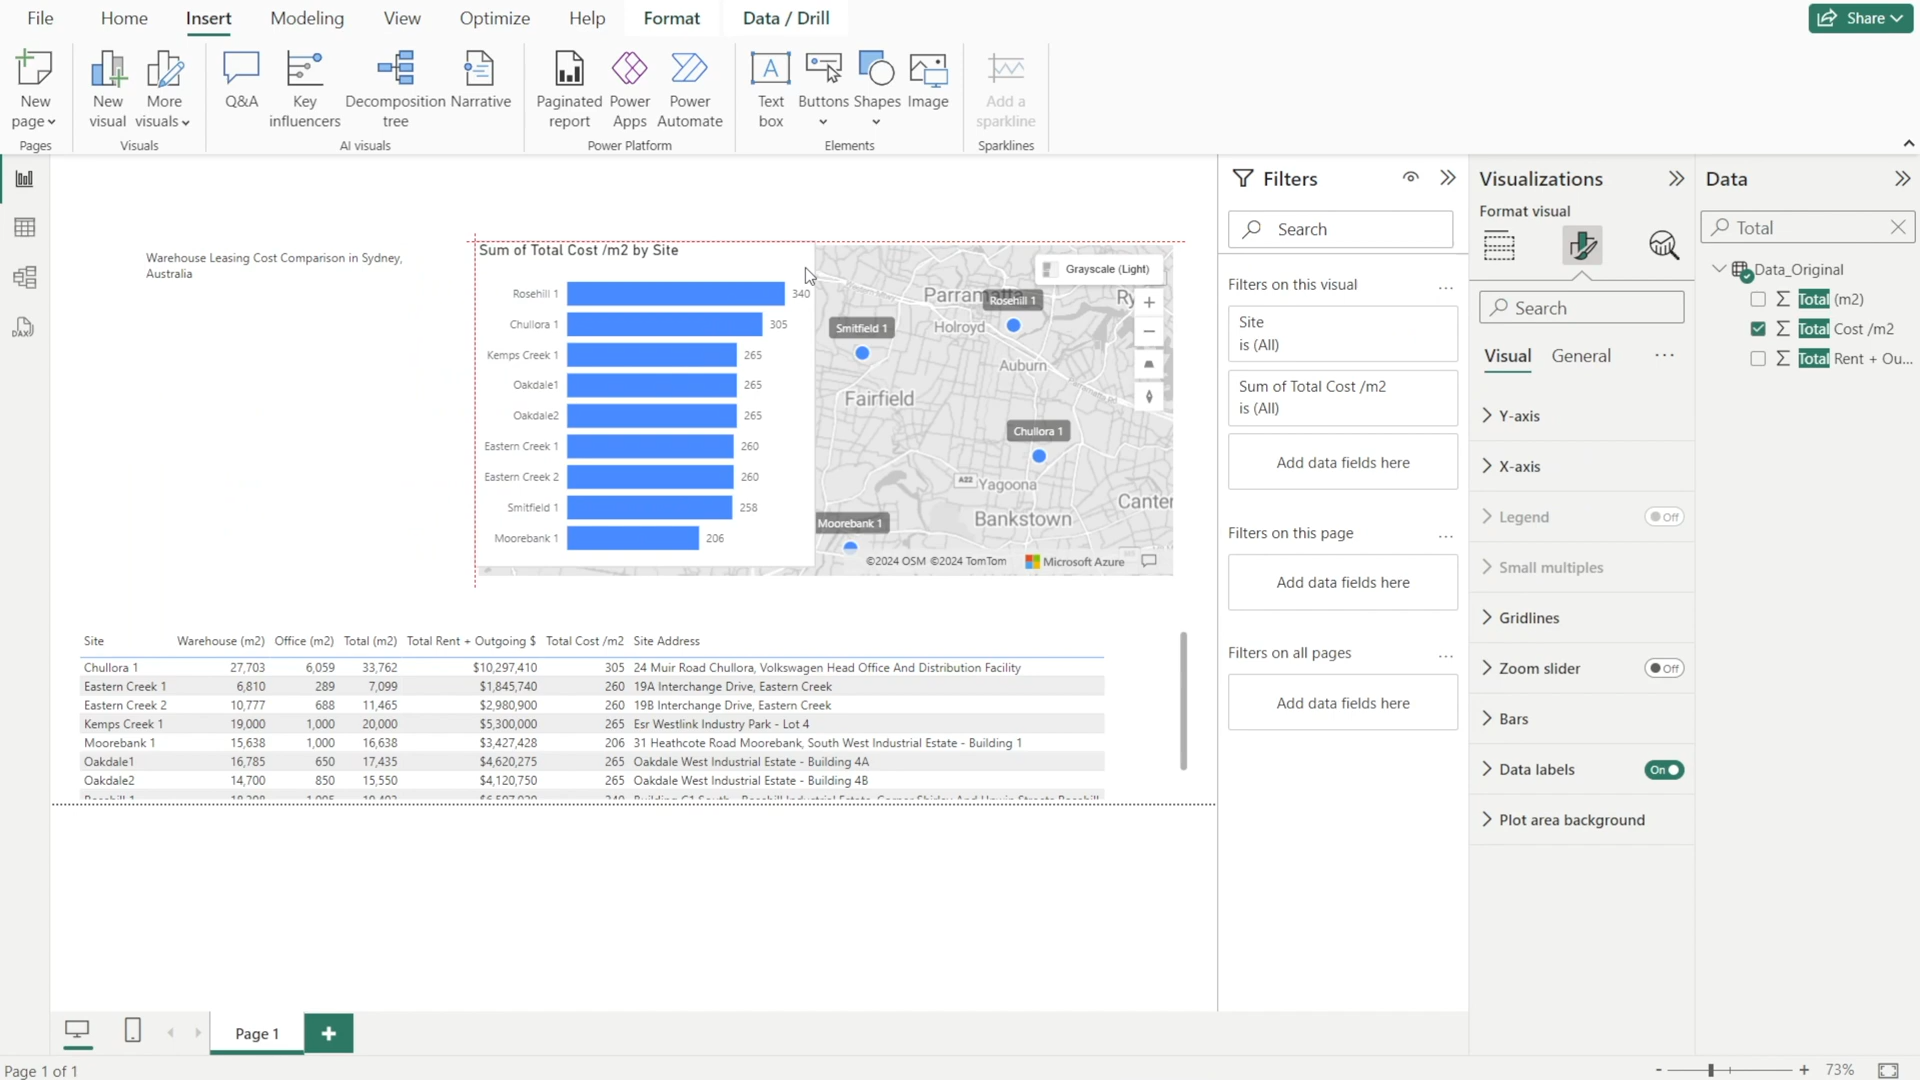 File Home Insert Modeling View Optimize Help Format Data / Drill Share
New page
New visual
More visuals
Q&A
Key influencers
Decomposition tree
Narrative
Paginated report
Power Apps
Power Automate
Text box
Buttons
Shapes
Image
Add a sparkline
Pages
Visuals
AI visuals
Power Platform
Elements
Sparklines
Warehouse Leasing Cost Comparison in Sydney,
Australia
Sum of Total Cost /m2 by Site
Rosehill 1 340
Chullora 1 305
Kemps Creek 1 265
Oakdale1 265
Oakdale2 265
Eastern Creek 1 260
Eastern Creek 2 260
Smithfield 1 258
Moorebank 1 206
Grayscale (Light)
Parramatta
Rosehill 1
Ry
Smitfield 1
Holroyd
Auburn
Fairfield
Chullora 1
A22
Yagoona
Canter
Moorebank 1
Bankstown
©2024 OSM ©2024 TomTom
Microsoft Azure
Site Warehouse (m2) Office (m2) Total (m2) Total Rent + Outgoing $ Total Cost /m2 Site Address
Chullora 1 27,703 6,059 33,762 $10,297,410 305 24 Muir Road Chullora, Volkswagen Head Office And Distribution Facility
Eastern Creek 1 6,810 289 7,099 $1,845,740 260 19A Interchange Drive, Eastern Creek
Eastern Creek 2 10,777 688 11,465 $2,980,900 260 19B Interchange Drive, Eastern Creek
Kemps Creek 1 19,000 1,000 20,000 $5,300,000 265 Esr Westlink Industry Park - Lot 4
Moorebank 1 15,638 1,000 16,638 $3,427,428 206 31 Heathcote Road Moorebank, South West Industrial Estate - Building 1
Oakdale1 16,785 650 17,435 $4,620,275 265 Oakdale West Industrial Estate - Building 4A
Oakdale2 14,700 850 15,550 $4,120,750 265 Oakdale West Industrial Estate - Building 4B
Filters
Search
Filters on this visual ...
Site
is (All)
Sum of Total Cost /m2
is (All)
Add data fields here
Filters on this page ...
Add data fields here
Filters on all pages ...
Add data fields here
Visualizations
Format visual
Search
Visual General ...
Y-axis
X-axis
Legend Off
Small multiples
Gridlines
Zoom slider Off
Bars
Data labels On
Plot area background
Data
Total
Data_Original
Total (m2)
Total Cost /m2
Total Rent + Ou...
DAX
Page 1
Page 1 of 1
- + 73%